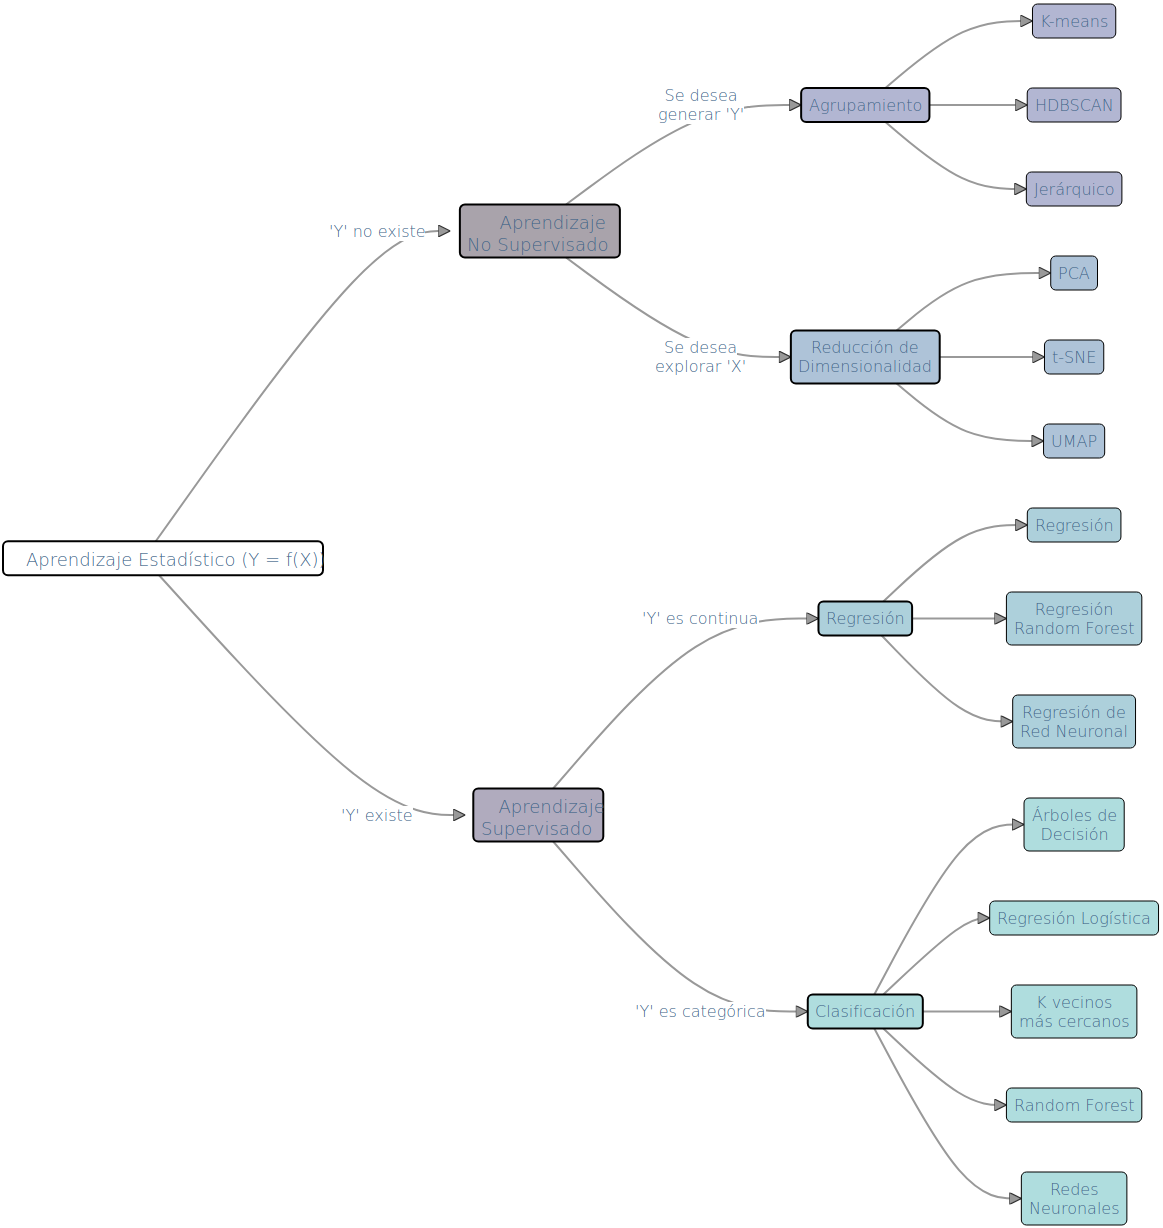 Aprendizaje Estadístico (Y = f(X))
'Y' no existe
Aprendizaje
No Supervisado
Se desea
generar 'Y'
Agrupamiento
K-means
HDBSCAN
Jerárquico
Se desea
explorar 'X'
Reducción de
Dimensionalidad
PCA
t-SNE
UMAP
'Y' existe
Aprendizaje
Supervisado
'Y' es continua
Regresión
Regresión
Regresión
Random Forest
Regresión de
Red Neuronal
'Y' es categórica
Clasificación
Árboles de
Decisión
Regresión Logística
K vecinos
más cercanos
Random Forest
Redes
Neuronales